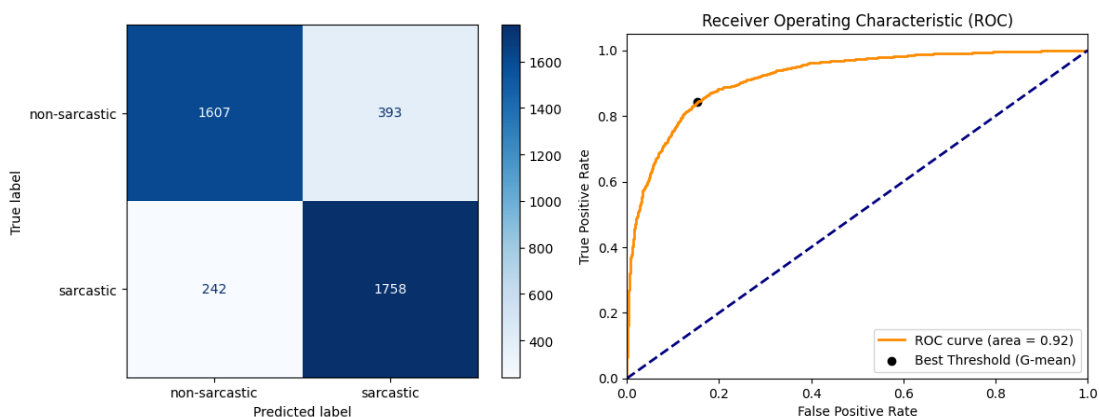 True label
non-sarcastic
sarcastic
1607
393
242
1758
non-sarcastic
sarcastic
Predicted label
1600
1400
1200
1000
800
600
400
Receiver Operating Characteristic (ROC)
True Positive Rate
1.0
0.8
0.6
0.4
0.2
0.0
ROC curve (area = 0.92)
Best Threshold (G-mean)
0.0
0.2
0.4
0.6
0.8
1.0
False Positive Rate